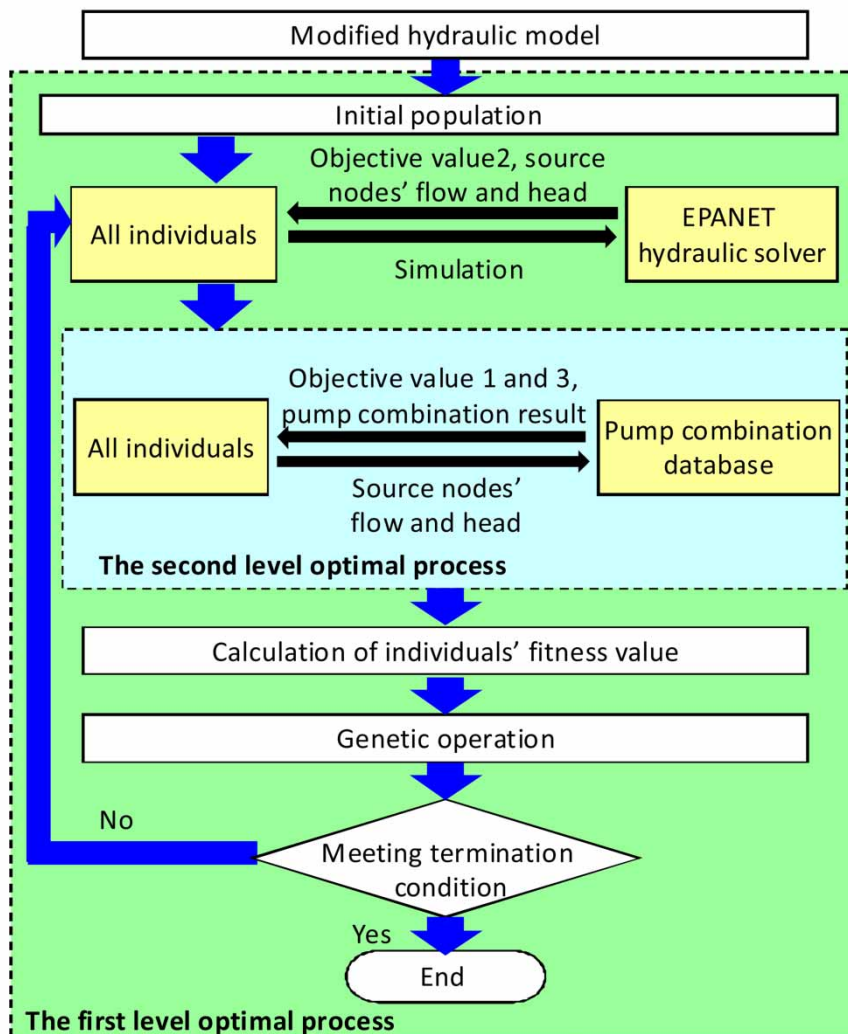 Modified hydraulic model
Initial population
Objective value2, source
nodes’ flow and head
All individuals
EPANET
hydraulic solver
Simulation
Objective value 1 and 3,
pump combination result
All individuals
Pump combination
database
Source nodes’
flow and head
The second level optimal process
Calculation of individuals’ fitness value
Genetic operation
No
Meeting termination
condition
Yes
End
The first level optimal process